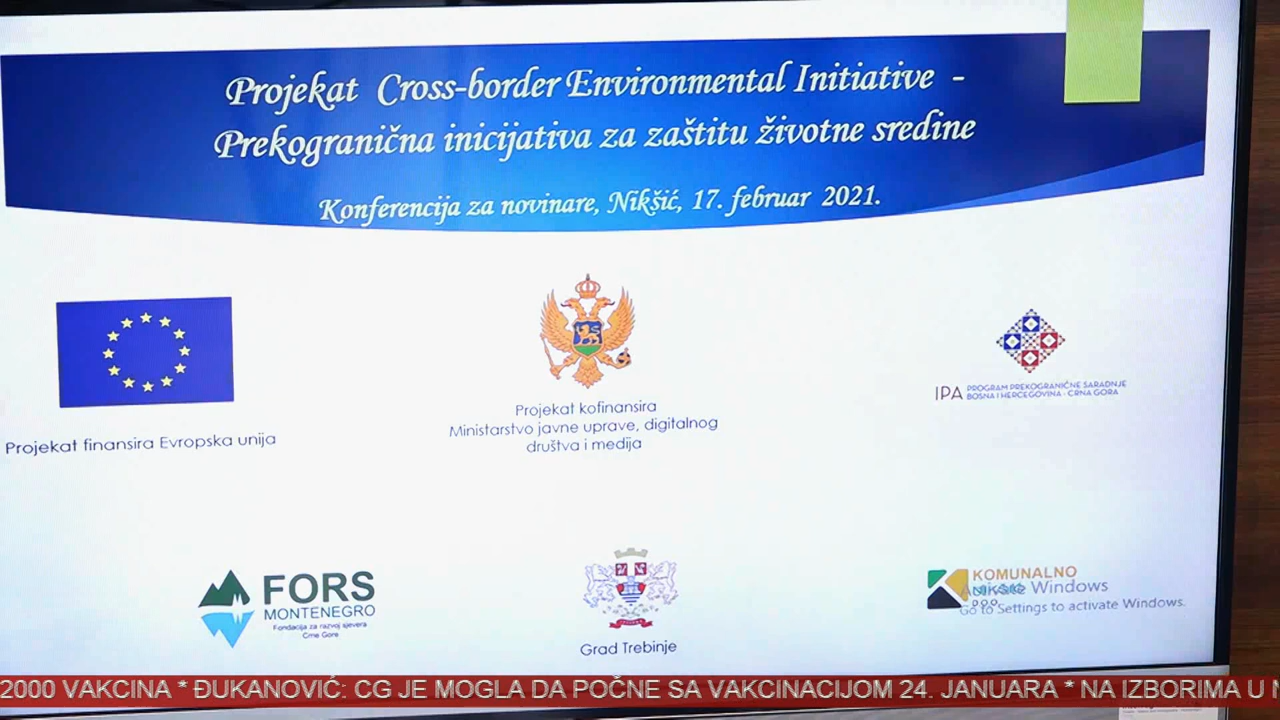 Projekat Cross-border Environmental Initiative -
Prekogranična inicijativa za zaštitu životne sredine
Konferencija za novinare, Nikšić, 17. februar 2021.
Projekat finansira Evropska unija
Projekat kofinansira
Ministarstvo javne uprave, digitalnog
društva i medija
IPA PROGRAM PREKOGRANIČNE SARADNJE
BOSNA I HERCEGOVINA - CRNA GORA
FORS
MONTENEGRO
Fondacija za razvoj sjevera
Crne Gore
Grad Trebinje
KOMUNALNO
Activate Windows
D.O.O.
Go to Settings to activate Windows.
2000 VAKCINA * ĐUKANOVIĆ: CG JE MOGLA DA POČNE SA VAKCINACIJOM 24. JANUARA * NA IZBORIMA U